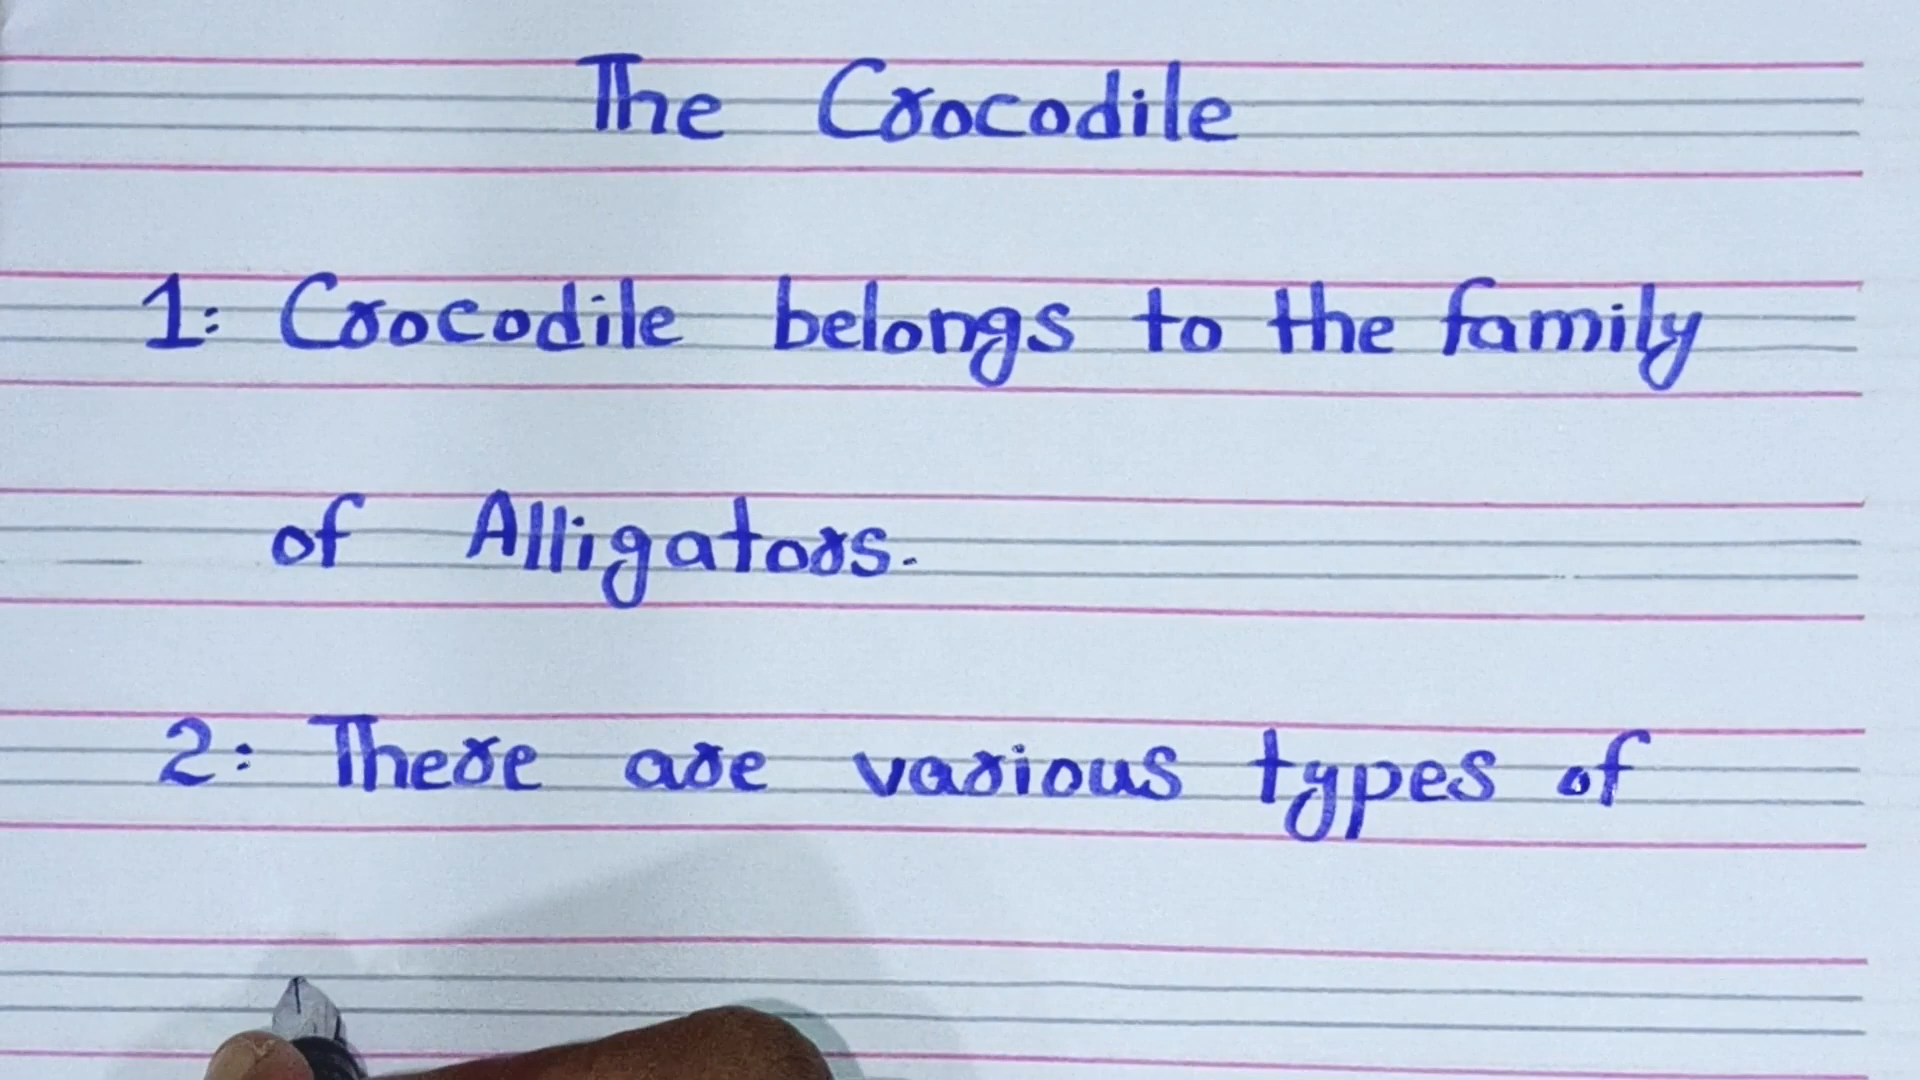 The Crocodile
1: Crocodile belongs to the family
of Alligators.
2: There are various types of